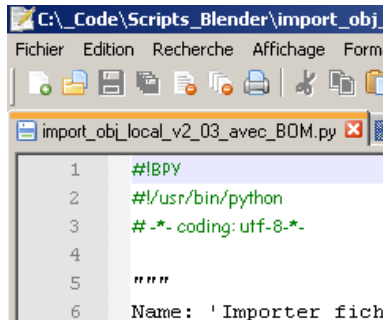 C:\_Code\Scripts_Blender\import_obj_
Fichier Edition Recherche Affichage Form
import_obj_local_v2_03_avec_BOM.py
1 #!BPY
2 #!/usr/bin/python
3 # -*- coding: utf-8-*-
4
5 """
6 Name: 'Importer fich